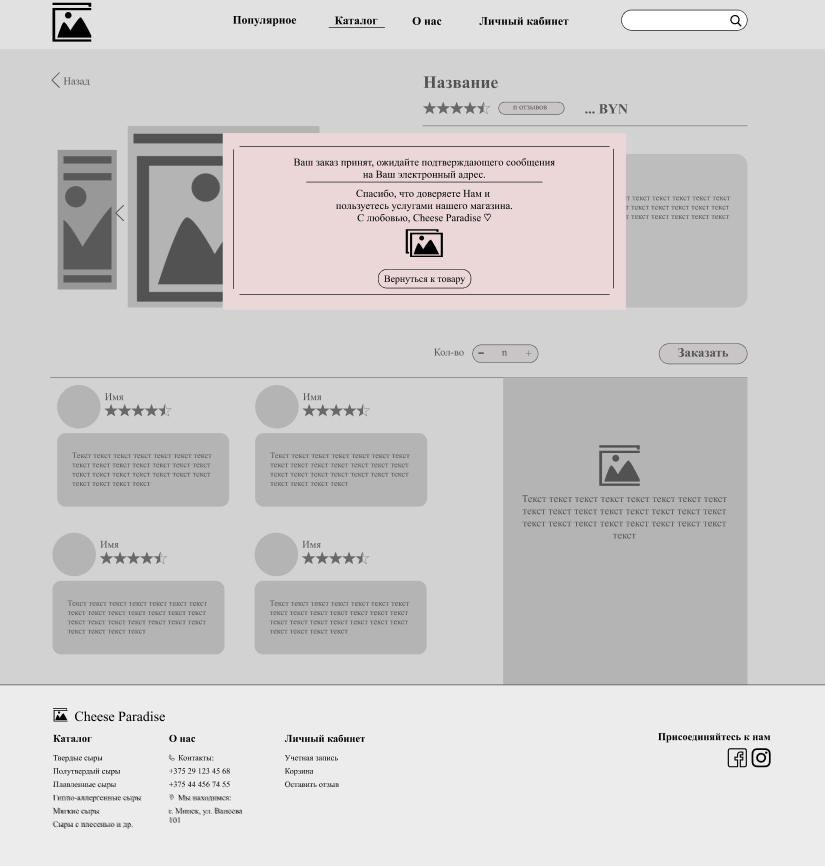 Популярное
Каталог
О нас
Личный кабинет
Назад
Название
п отзывов
... BYN
Ваш заказ принят, ожидайте подтверждающего сообщения
на Ваш электронный адрес.
Спасибо, что доверяете Нам и
пользуетесь услугами нашего магазина.
С любовью, Cheese Paradise ♡
Вернуться к товару
текст текст текст текст текст
текст текст текст текст текст
текст текст текст текст текст
Кол-во
- n +
Заказать
Имя
Текст текст текст текст текст текст текст
текст текст текст текст текст текст текст
текст текст текст текст текст текст текст
текст текст текст текст
Имя
Текст текст текст текст текст текст текст
текст текст текст текст текст текст текст
текст текст текст текст текст текст текст
текст текст текст текст
Имя
Текст текст текст текст текст текст текст
текст текст текст текст текст текст текст
текст текст текст текст текст текст текст
текст текст текст текст
Имя
Текст текст текст текст текст текст текст
текст текст текст текст текст текст текст
текст текст текст текст текст текст текст
текст текст текст текст
Текст текст текст текст текст текст текст текст
текст текст текст текст текст текст текст текст
текст текст текст текст текст текст текст текст
текст
Cheese Paradise
Каталог
Твердые сыры
Полутвердый сыры
Плавленные сыры
Гиппо-аллергенные сыры
Мягкие сыры
Сыры с плесенью и др.
О нас
Контакты:
+375 29 123 45 68
+375 44 456 74 55
Мы находимся:
г. Минск, ул. Ванеева
101
Личный кабинет
Учетная запись
Корзина
Оставить отзыв
Присоединяйтесь к нам